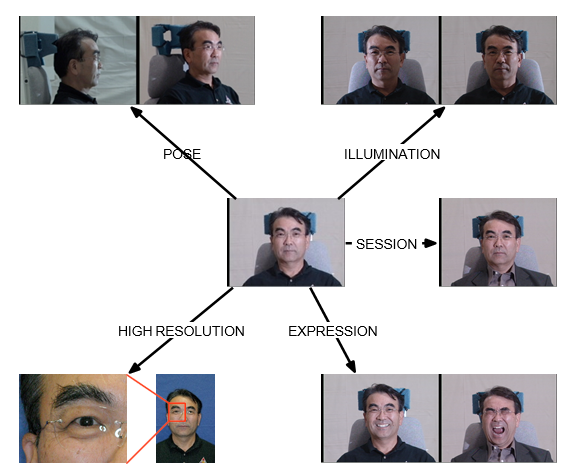 POSE
ILLUMINATION
SESSION
HIGH RESOLUTION
EXPRESSION